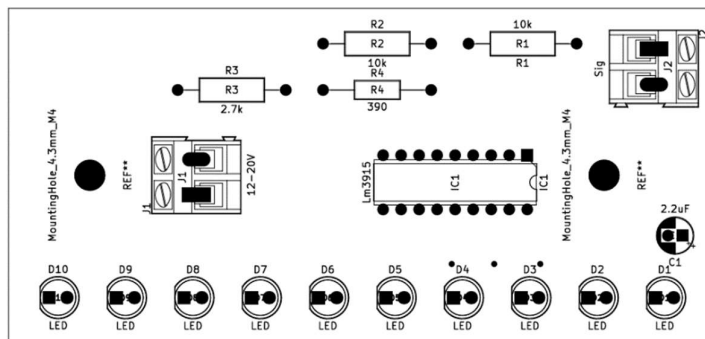 R2
R2
10k
10k
R1
R1
R3
R3
2.7k
R4
R4
390
Sig
J2
MountingHole_4.3mm_M4
REF**
J1
J1
12-20V
Lm3915
IC1
IC1
MountingHole_4.3mm_M4
REF**
2.2uF
+
C1
D10
D9
D8
D7
D6
D5
D4
D3
D2
D1
LED
LED
LED
LED
LED
LED
LED
LED
LED
LED